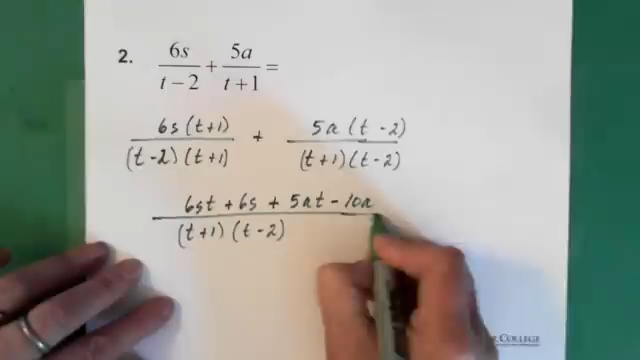 2. 6s/(t−2) + 5a/(t+1) =
6s(t+1)/(t-2)(t+1) + 5a(t-2)/(t+1)(t-2)
6st + 6s + 5at - 10a/(t+1)(t-2)
COLLEGE